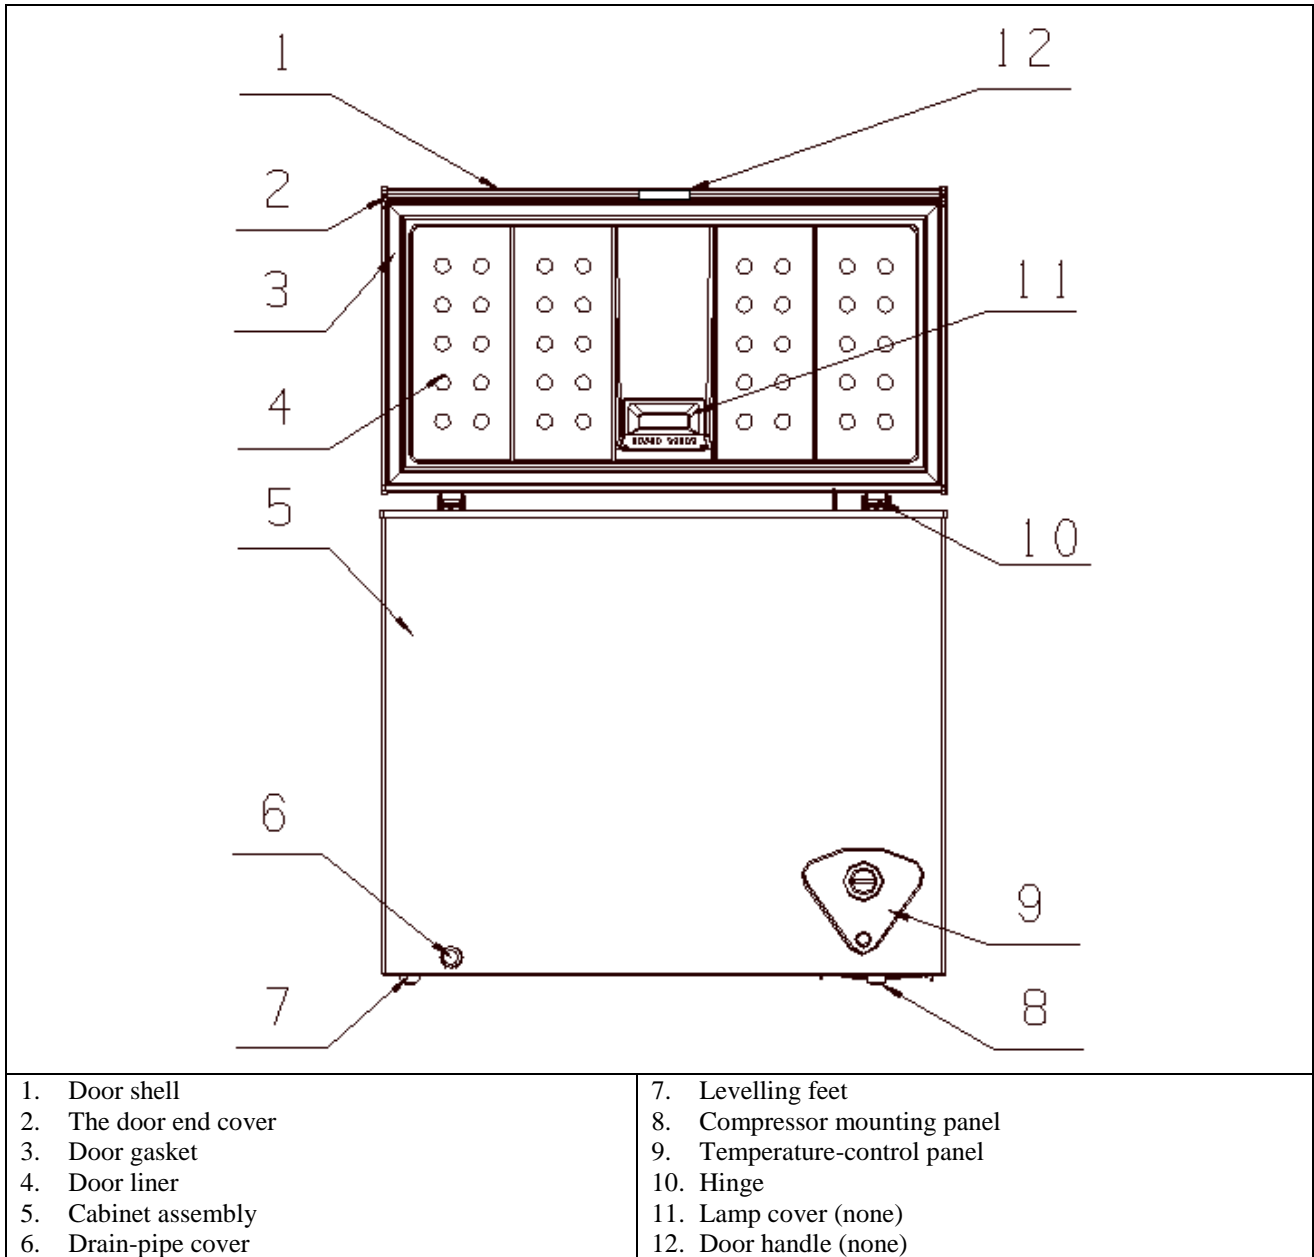 1
12
2
3
11
4
5
10
6
9
7
8
1. Door shell
2. The door end cover
3. Door gasket
4. Door liner
5. Cabinet assembly
6. Drain-pipe cover
7. Levelling feet
8. Compressor mounting panel
9. Temperature-control panel
10. Hinge
11. Lamp cover (none)
12. Door handle (none)